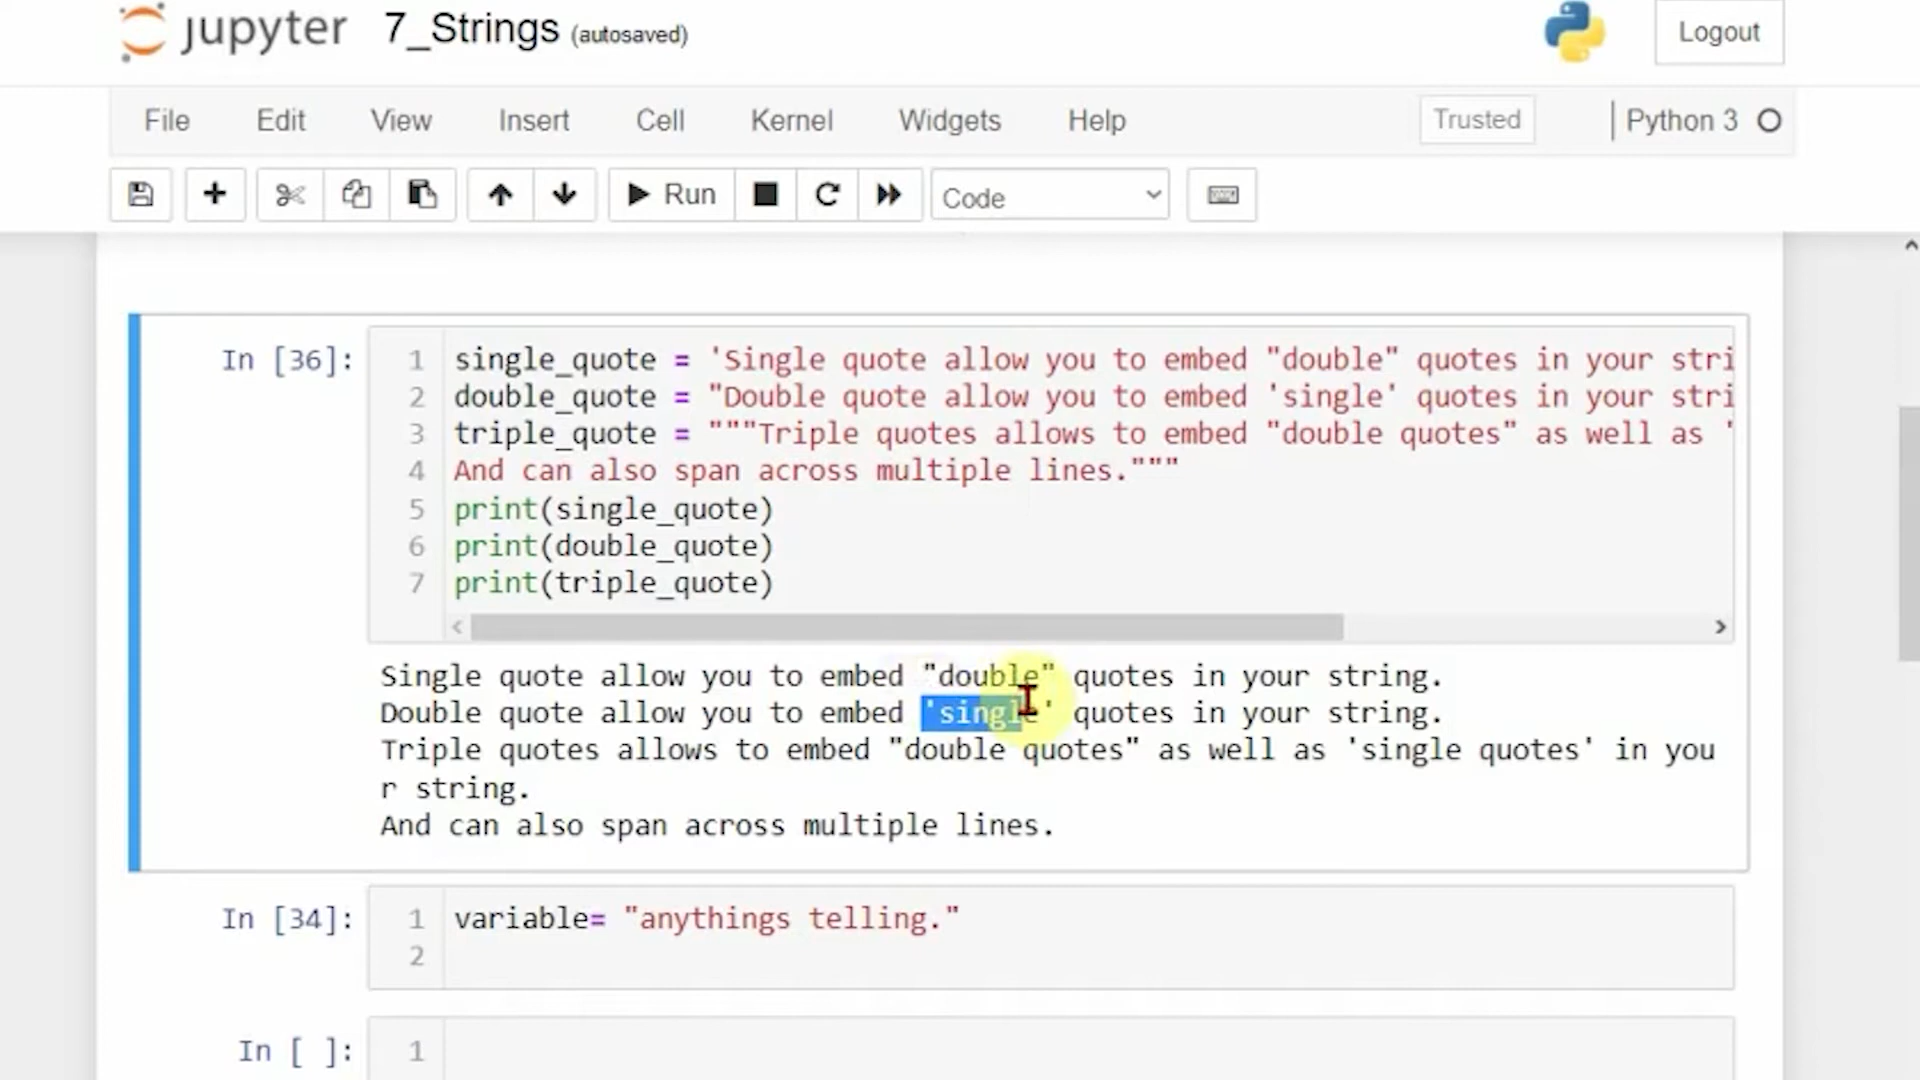 jupyter 7_Strings (autosaved)
Logout
File Edit View Insert Cell Kernel Widgets Help Trusted Python 3
Run Code
In [36]:
1 single_quote = 'Single quote allow you to embed "double" quotes in your stri
2 double_quote = "Double quote allow you to embed 'single' quotes in your stri
3 triple_quote = """Triple quotes allows to embed "double quotes" as well as '
4 And can also span across multiple lines."""
5 print(single_quote)
6 print(double_quote)
7 print(triple_quote)
Single quote allow you to embed "double" quotes in your string.
Double quote allow you to embed 'single' quotes in your string.
Triple quotes allows to embed "double quotes" as well as 'single quotes' in you
r string.
And can also span across multiple lines.
In [34]:
1 variable= "anythings telling."
2
In [ ]:
1